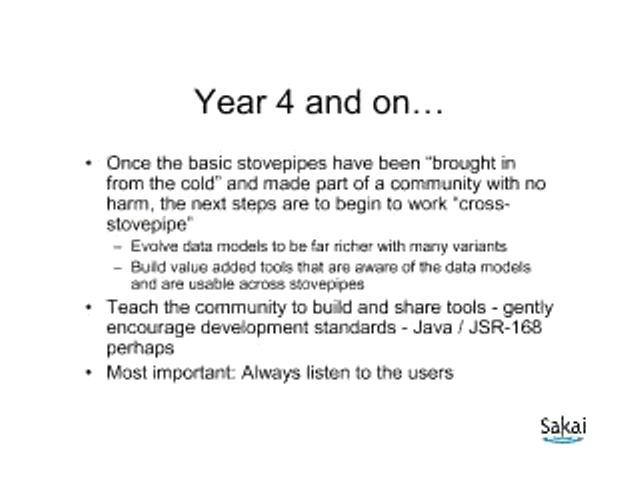 Year 4 and on…
• Once the basic stovepipes have been “brought in
from the cold” and made part of a community with no
harm, the next steps are to begin to work “cross-
stovepipe”
– Evolve data models to be far richer with many variants
– Build value added tools that are aware of the data models
and are usable across stovepipes
• Teach the community to build and share tools - gently
encourage development standards - Java / JSR-168
perhaps
• Most important: Always listen to the users
Sakai